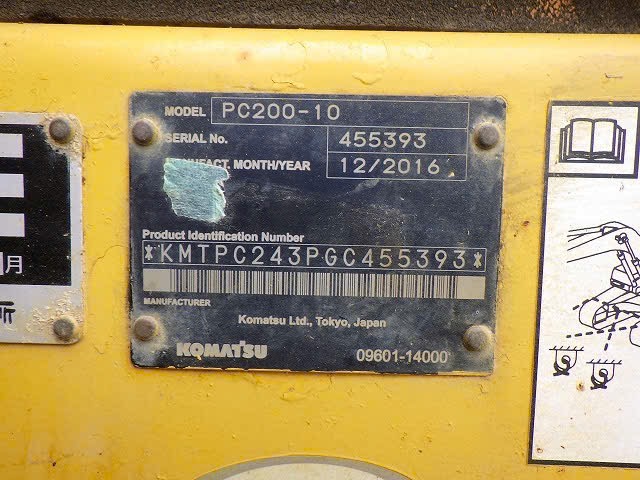 MODEL PC200-10
SERIAL No. 455393
MANUFACT. MONTH/YEAR 12/2016
Product Identification Number
*KMTPC243PGC455393*
MANUFACTURER
Komatsu Ltd., Tokyo, Japan
KOMATSU 09601-14000
月
所